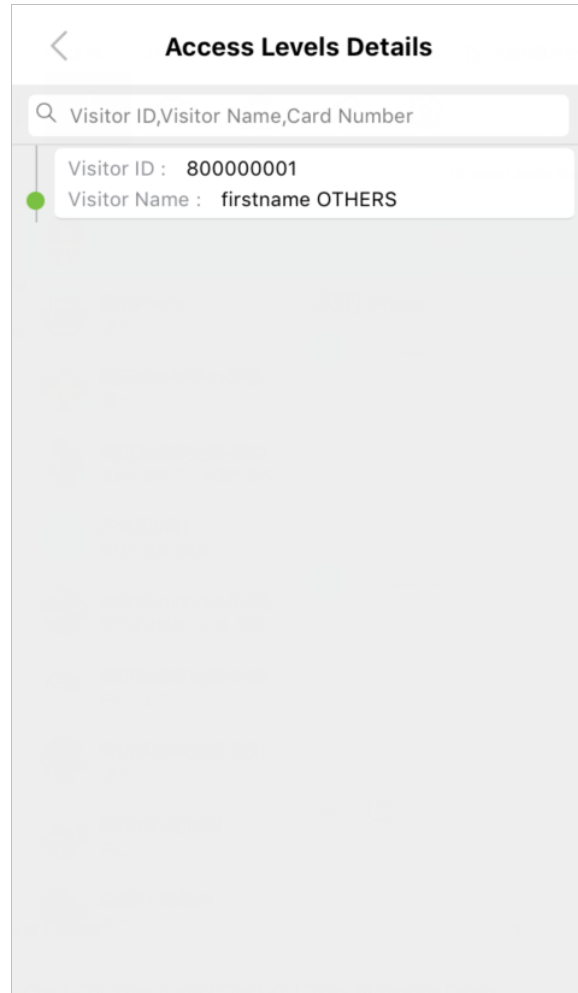 Access Levels Details
Visitor ID,Visitor Name,Card Number
Visitor ID : 800000001
Visitor Name : firstname OTHERS